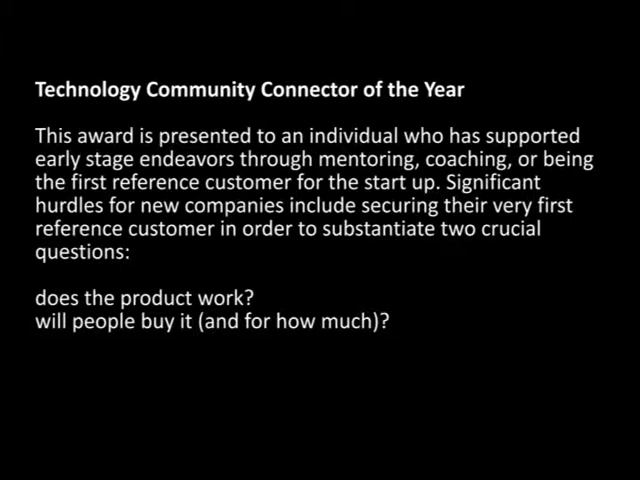 Technology Community Connector of the Year
This award is presented to an individual who has supported
early stage endeavors through mentoring, coaching, or being
the first reference customer for the start up. Significant
hurdles for new companies include securing their very first
reference customer in order to substantiate two crucial
questions:
does the product work?
will people buy it (and for how much)?